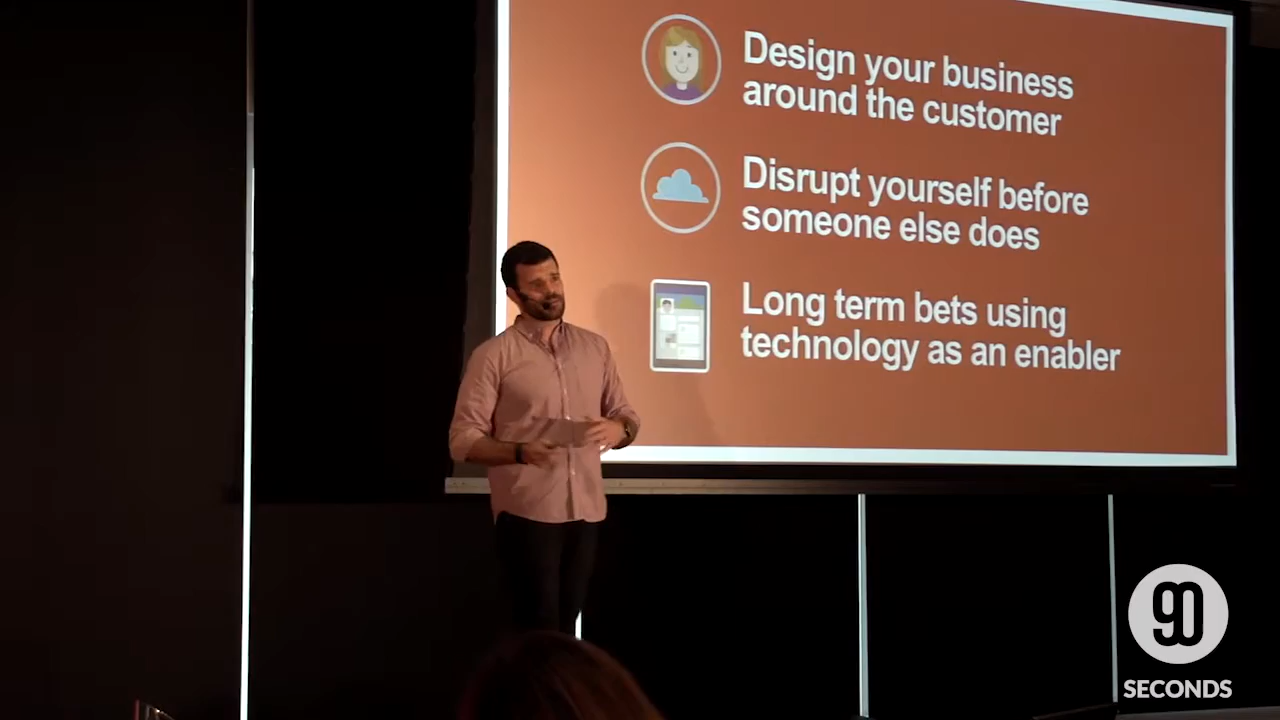 Design your business
around the customer
Disrupt yourself before
someone else does
Long term bets using
technology as an enabler
90
SECONDS